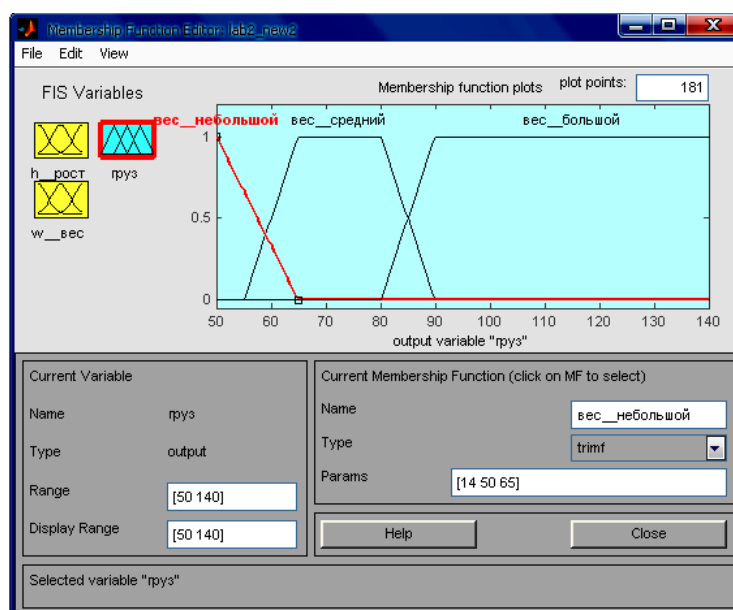 Membership Function Editor: lab2_new2
File Edit View
FIS Variables
Membership function plots
plot points:
181
вес__небольшой
вес__средний
вес__большой
h__рост
груз
w__вес
1
0.5
0
50 60 70 80 90 100 110 120 130 140
output variable "груз"
Current Variable
Name груз
Type output
Range [50 140]
Display Range [50 140]
Current Membership Function (click on MF to select)
Name вес__небольшой
Type trimf
Params [14 50 65]
Help
Close
Selected variable "груз"